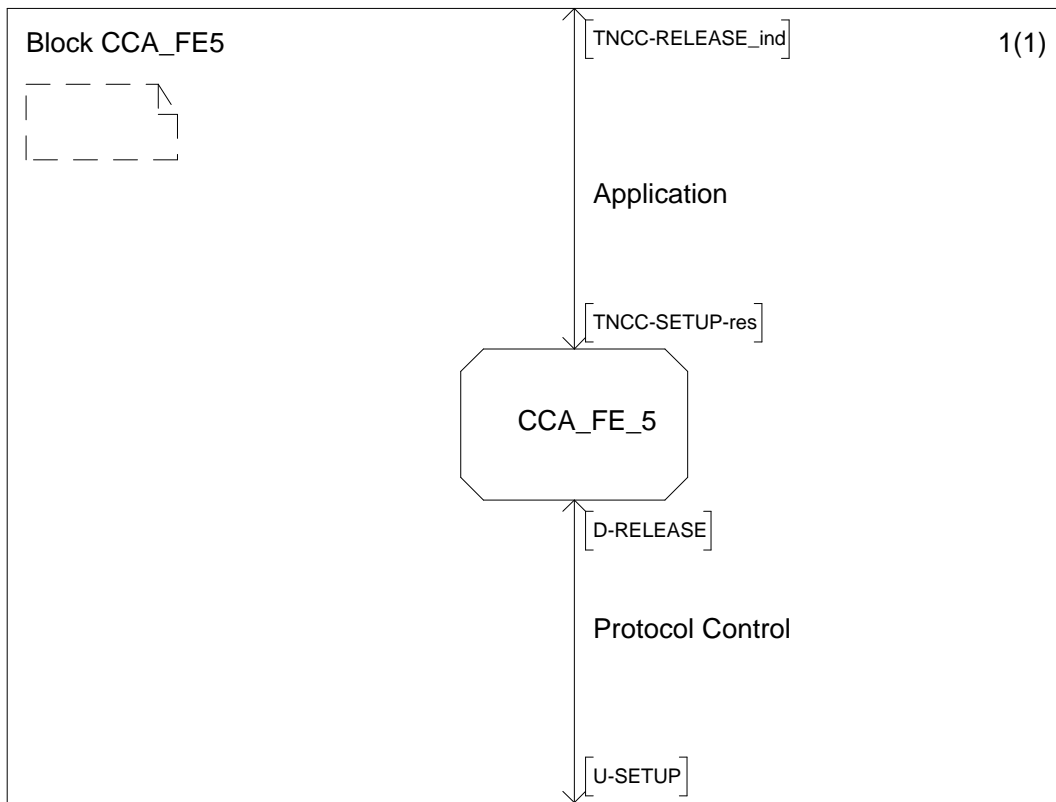 Block CCA_FE5
[TNCC-RELEASE_ind]
1(1)
Application
[TNCC-SETUP-res]
CCA_FE_5
[D-RELEASE]
Protocol Control
[U-SETUP]